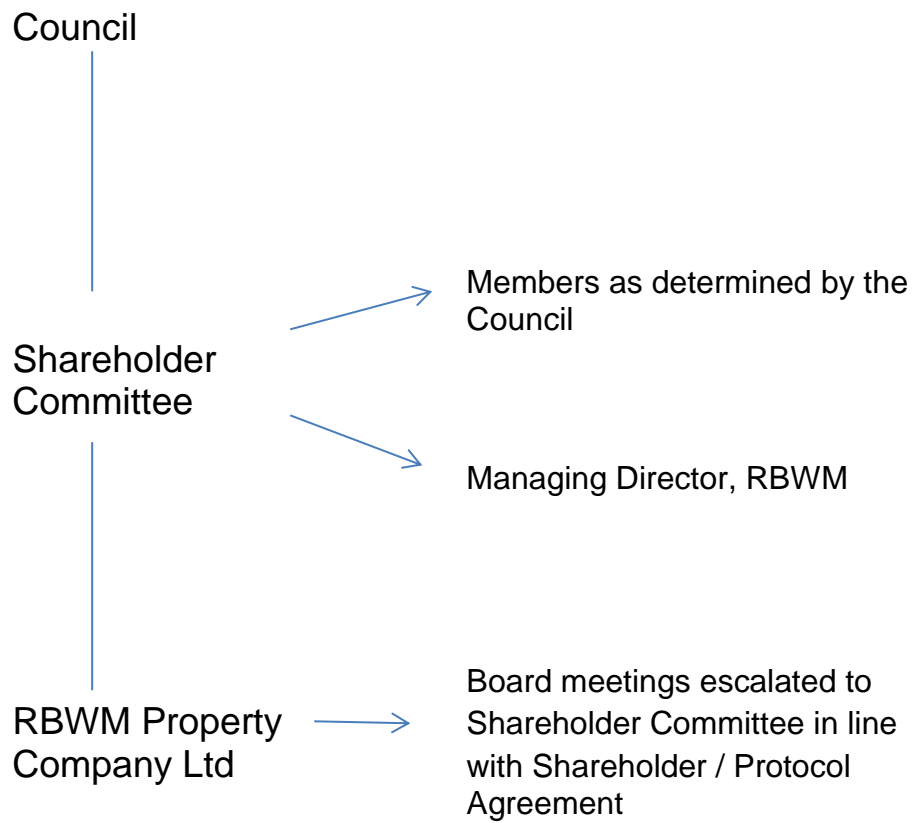 Council
Members as determined by the
Council
Shareholder
Committee
Managing Director, RBWM
RBWM Property
Company Ltd
Board meetings escalated to
Shareholder Committee in line
with Shareholder / Protocol
Agreement